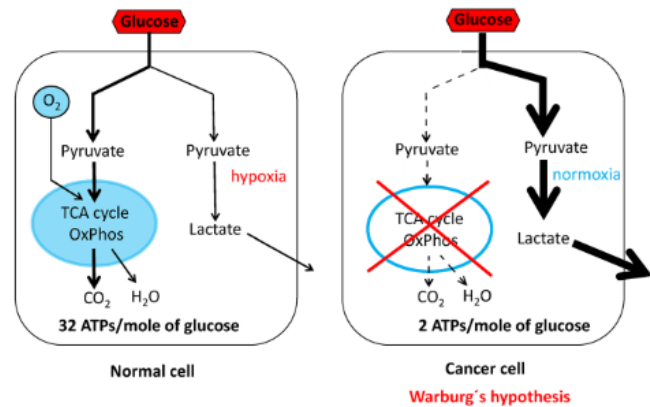 Glucose
O2
Pyruvate
Pyruvate
hypoxia
TCA cycle
OxPhos
Lactate
CO2
H2O
32 ATPs/mole of glucose
Normal cell
Glucose
Pyruvate
Pyruvate
normoxia
TCA cycle
OxPhos
Lactate
CO2
H2O
2 ATPs/mole of glucose
Cancer cell
Warburg´s hypothesis